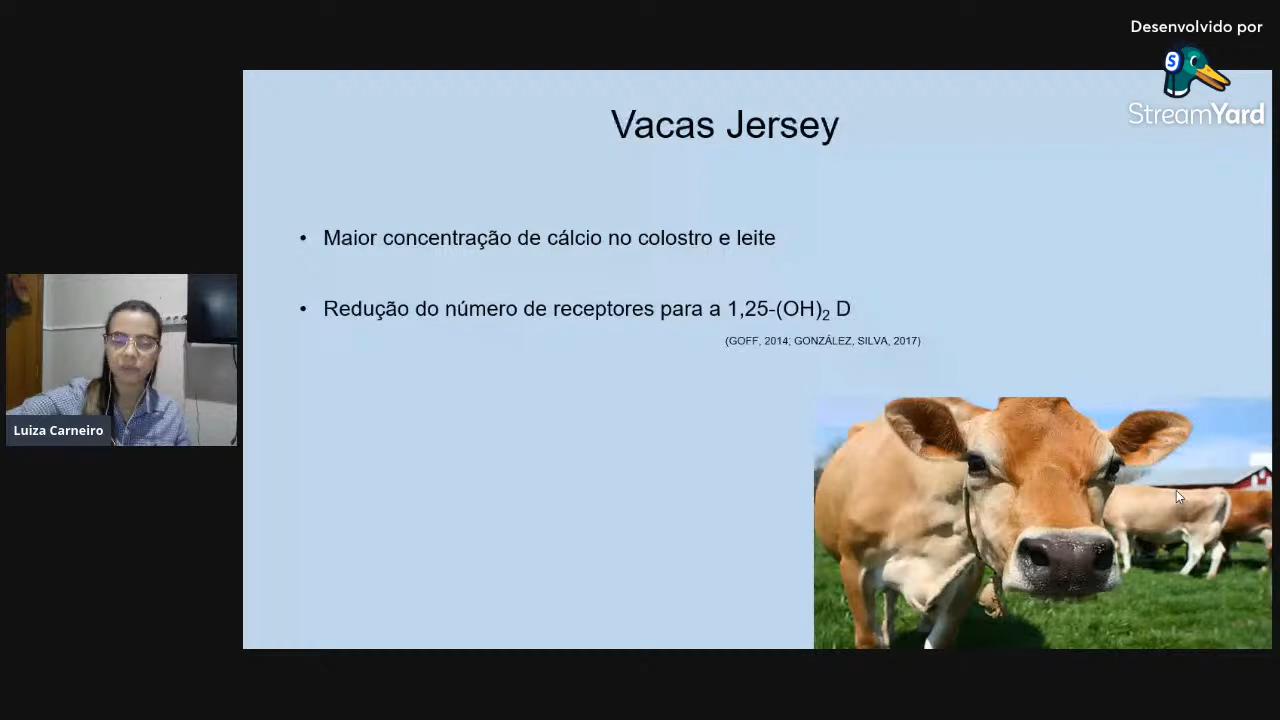 Desenvolvido por
StreamYard
Vacas Jersey
• Maior concentração de cálcio no colostro e leite
• Redução do número de receptores para a 1,25-(OH)₂ D
(GOFF, 2014; GONZÁLEZ, SILVA, 2017)
Luiza Carneiro